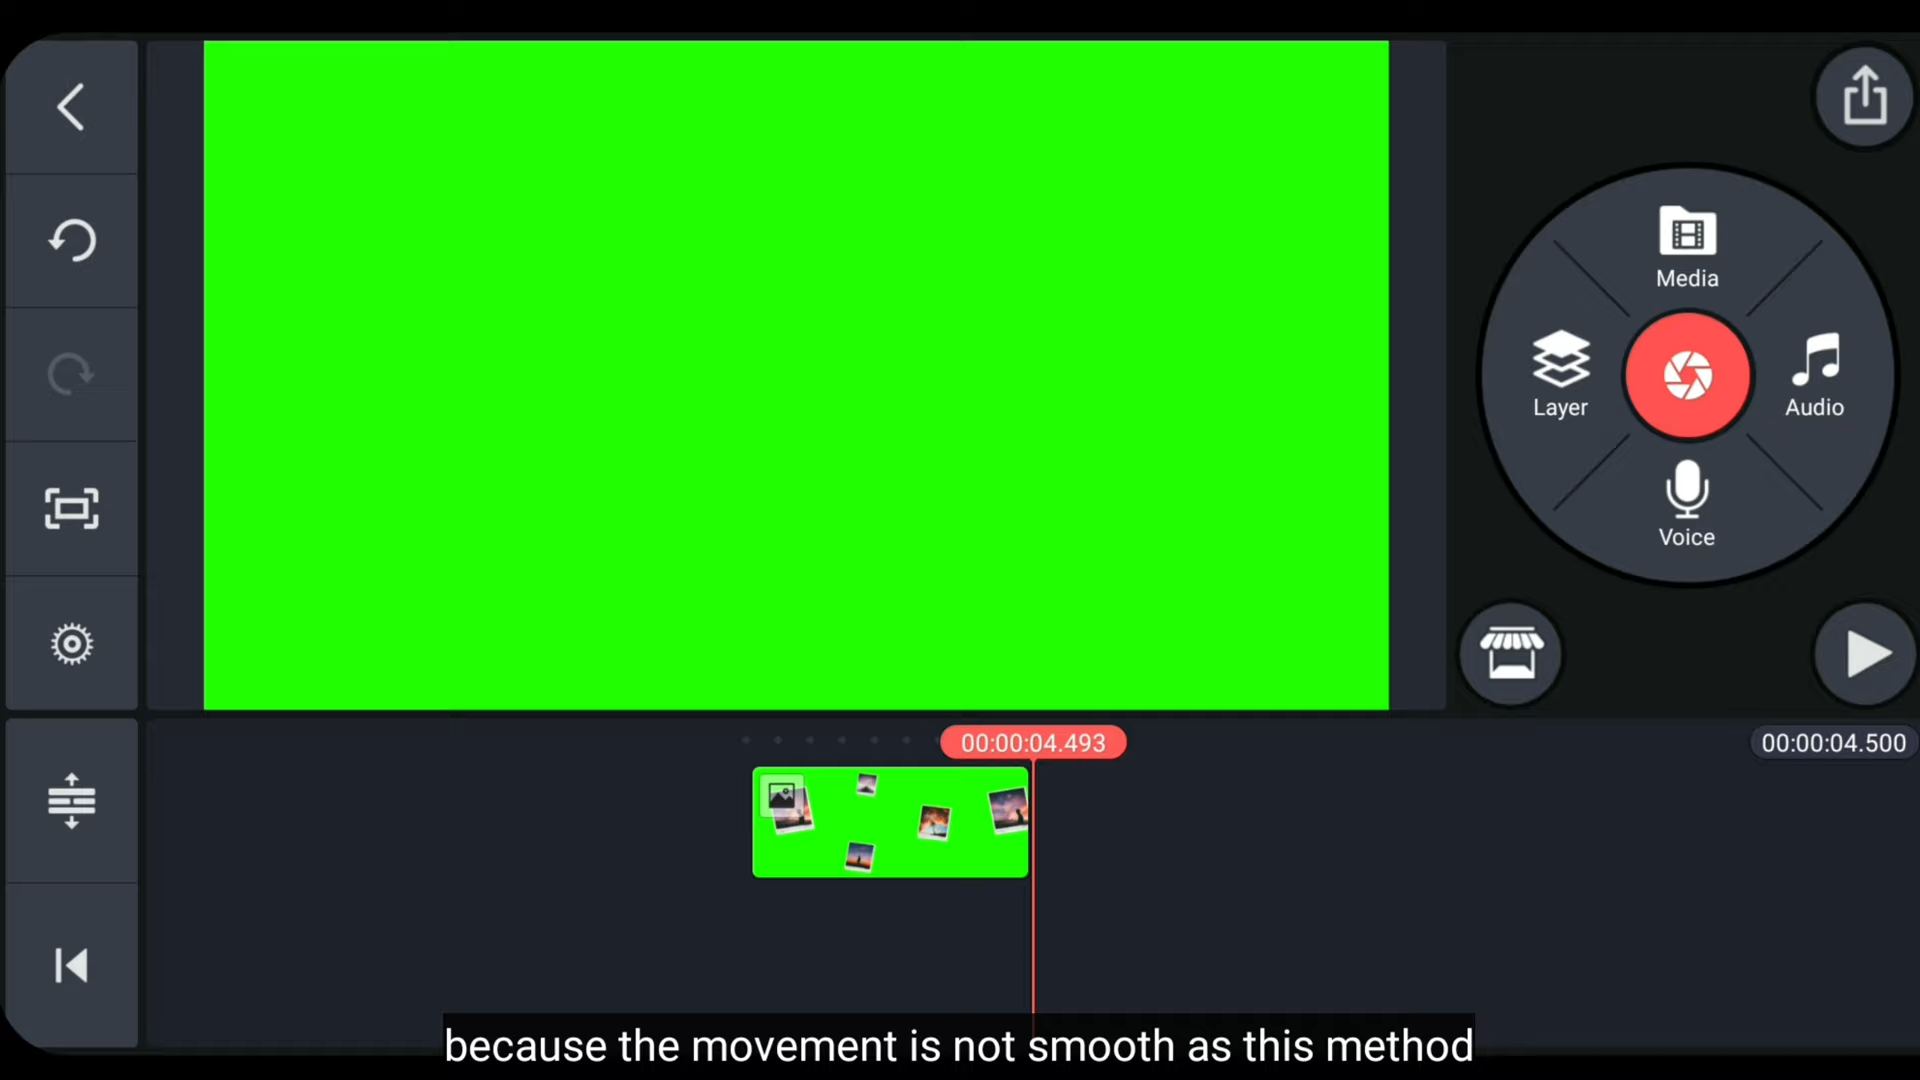 Media
Layer
Audio
Voice
00:00:04.493
00:00:04.500
because the movement is not smooth as this method